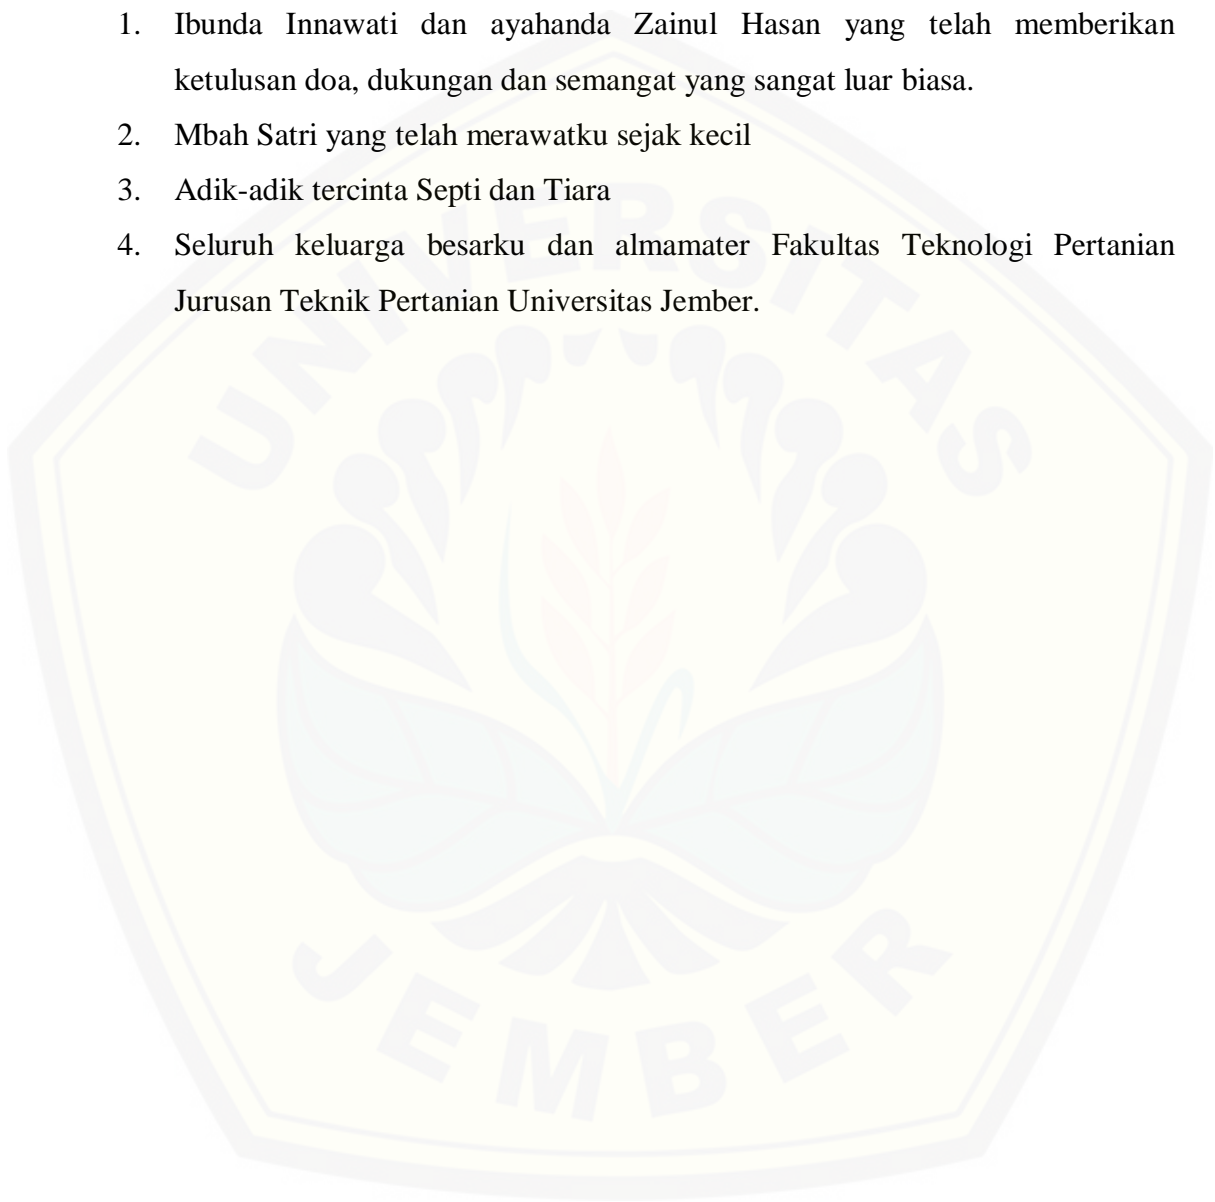 1. Ibunda Innawati dan ayahanda Zainul Hasan yang telah memberikan
ketulusan doa, dukungan dan semangat yang sangat luar biasa.
2. Mbah Satri yang telah merawatku sejak kecil
3. Adik-adik tercinta Septi dan Tiara
4. Seluruh keluarga besarku dan almamater Fakultas Teknologi Pertanian
Jurusan Teknik Pertanian Universitas Jember.
UNIVERSITAS
JEMBER